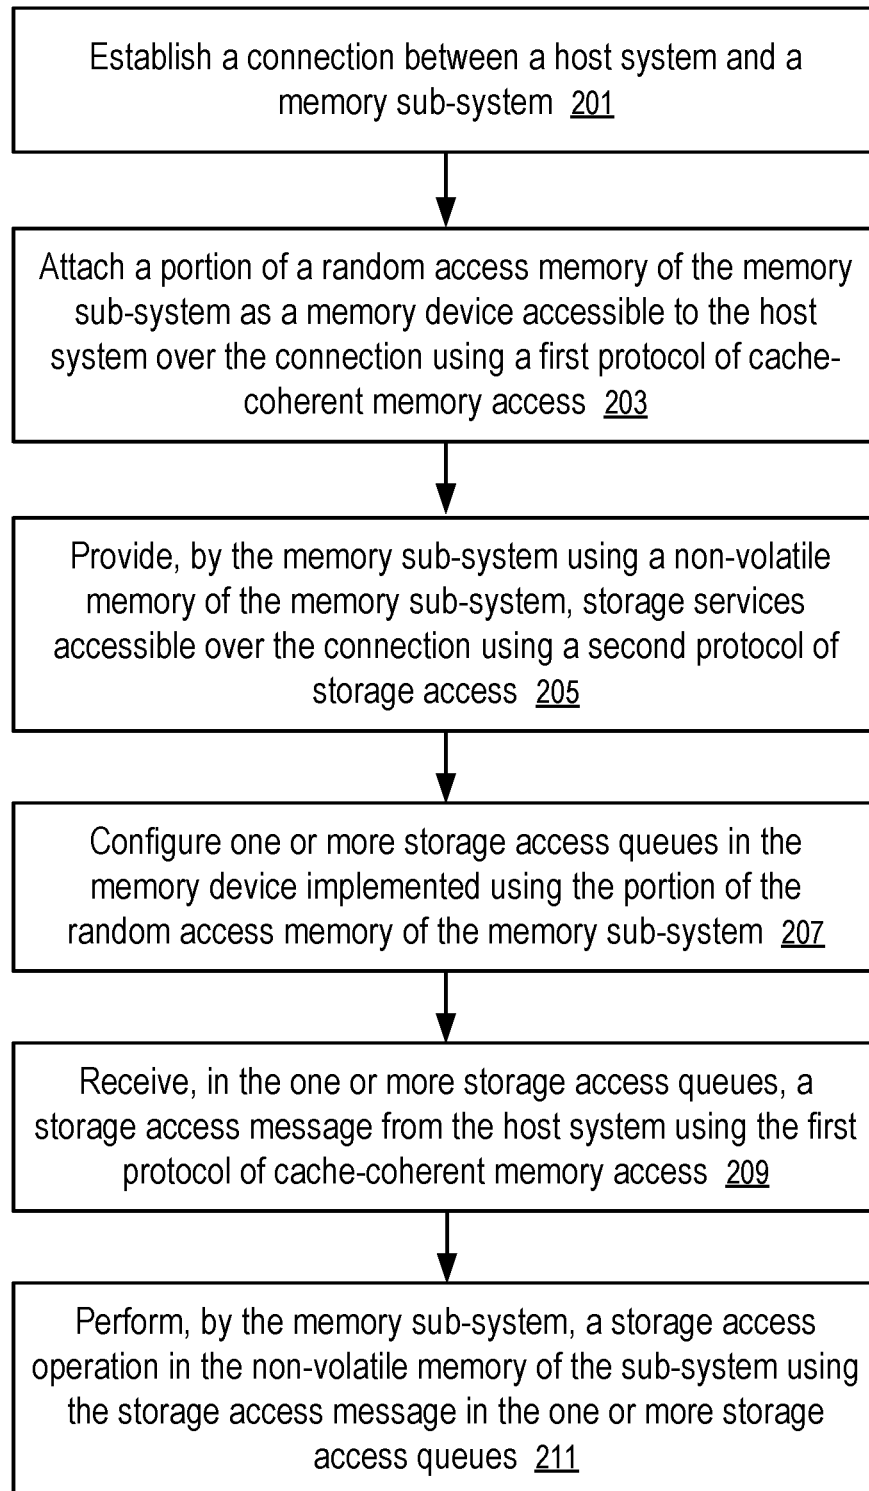 Establish a connection between a host system and a
memory sub-system 201
Attach a portion of a random access memory of the memory
sub-system as a memory device accessible to the host
system over the connection using a first protocol of cache-
coherent memory access 203
Provide, by the memory sub-system using a non-volatile
memory of the memory sub-system, storage services
accessible over the connection using a second protocol of
storage access 205
Configure one or more storage access queues in the
memory device implemented using the portion of the
random access memory of the memory sub-system 207
Receive, in the one or more storage access queues, a
storage access message from the host system using the first
protocol of cache-coherent memory access 209
Perform, by the memory sub-system, a storage access
operation in the non-volatile memory of the sub-system using
the storage access message in the one or more storage
access queues 211